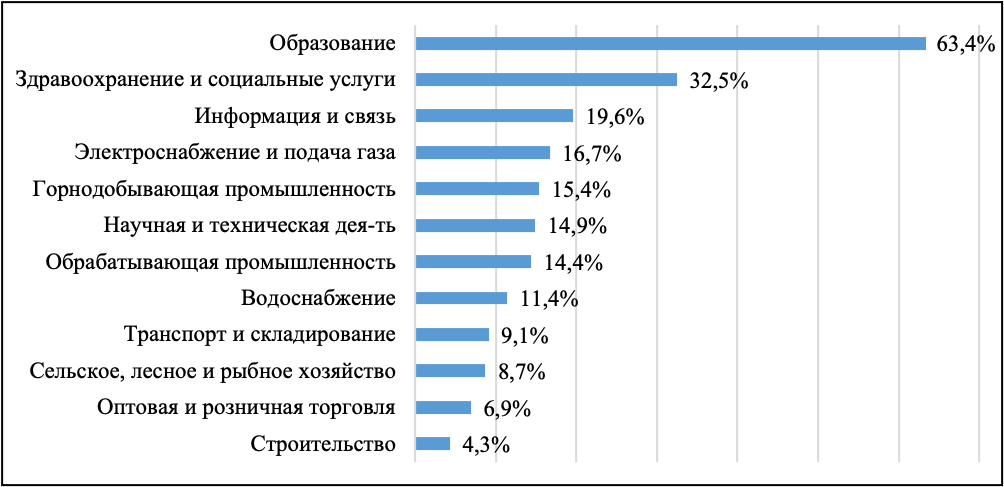 Образование 63,4%
Здравоохранение и социальные услуги 32,5%
Информация и связь 19,6%
Электроснабжение и подача газа 16,7%
Горнодобывающая промышленность 15,4%
Научная и техническая дея-ть 14,9%
Обрабатывающая промышленность 14,4%
Водоснабжение 11,4%
Транспорт и складирование 9,1%
Сельское, лесное и рыбное хозяйство 8,7%
Оптовая и розничная торговля 6,9%
Строительство 4,3%